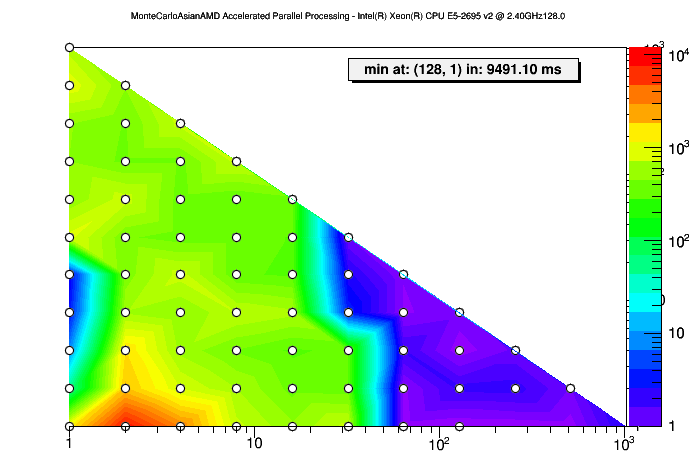 MonteCarloAsianAMD Accelerated Parallel Processing - Intel(R) Xeon(R) CPU E5-2695 v2 @ 2.40GHz128.0
min at: (128, 1) in: 9491.10 ms
10³
10⁴
10³
10²
10
1
1 10 10² 10³